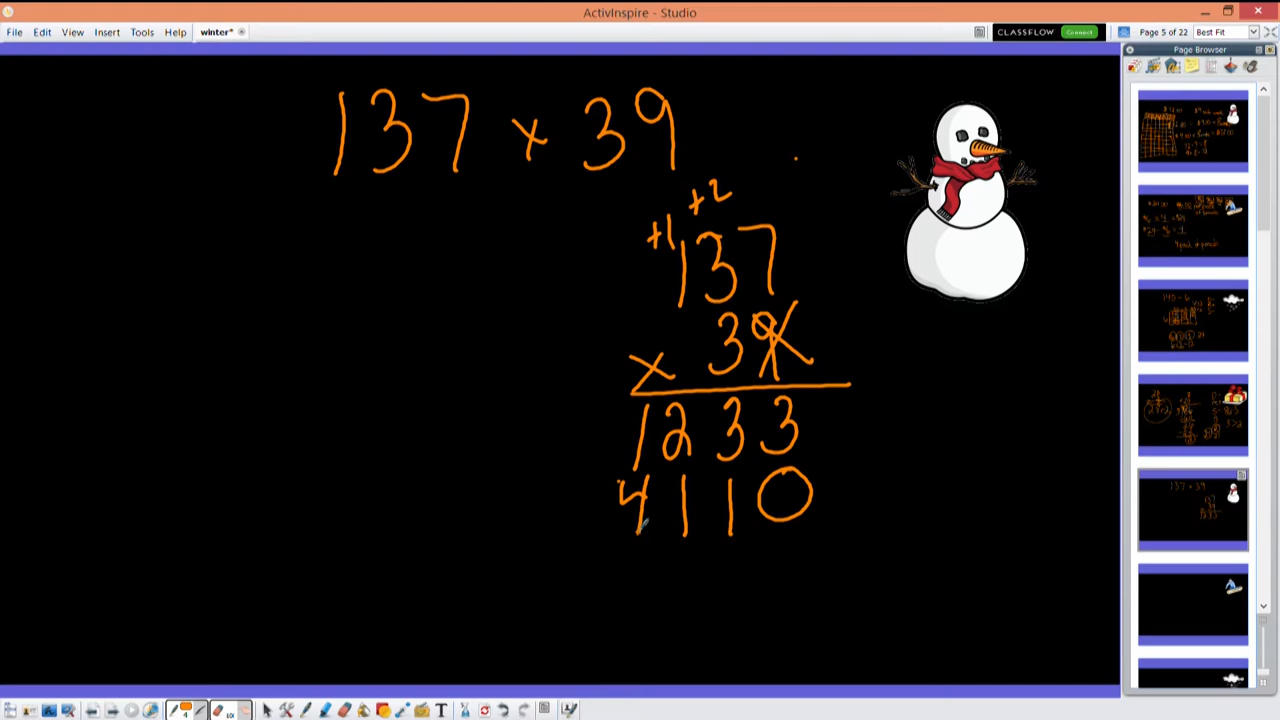 ActivInspire - Studio
File Edit View Insert Tools Help winter*
CLASSFLOW Connect Page 5 of 22 Best Fit
Page Browser
137 × 39
+2
+1
137
× 39
1233
4110